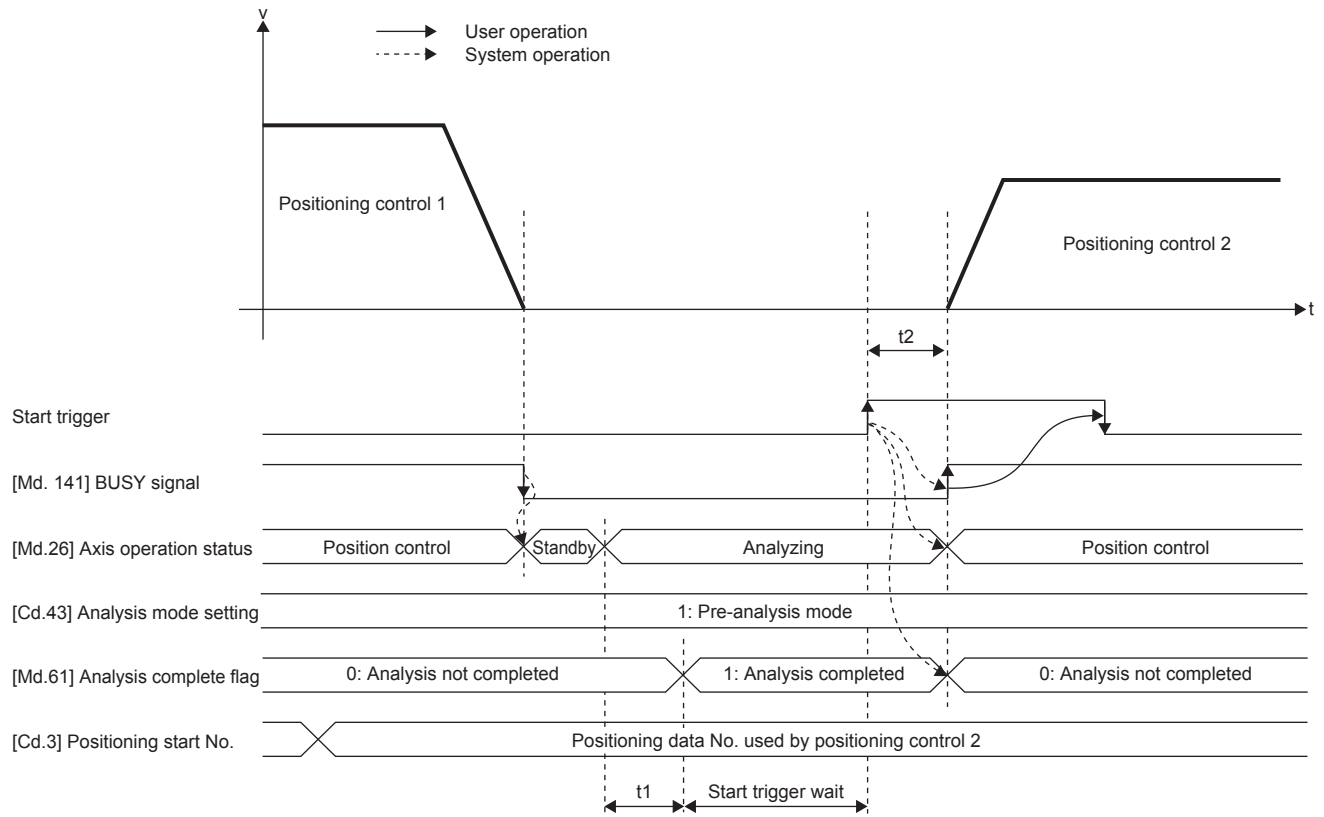 v
User operation
System operation
Positioning control 1
Positioning control 2
t
t2
Start trigger
[Md. 141] BUSY signal
[Md.26] Axis operation status
Position control
Standby
Analyzing
Position control
[Cd.43] Analysis mode setting
1: Pre-analysis mode
[Md.61] Analysis complete flag
0: Analysis not completed
1: Analysis completed
0: Analysis not completed
[Cd.3] Positioning start No.
Positioning data No. used by positioning control 2
t1
Start trigger wait